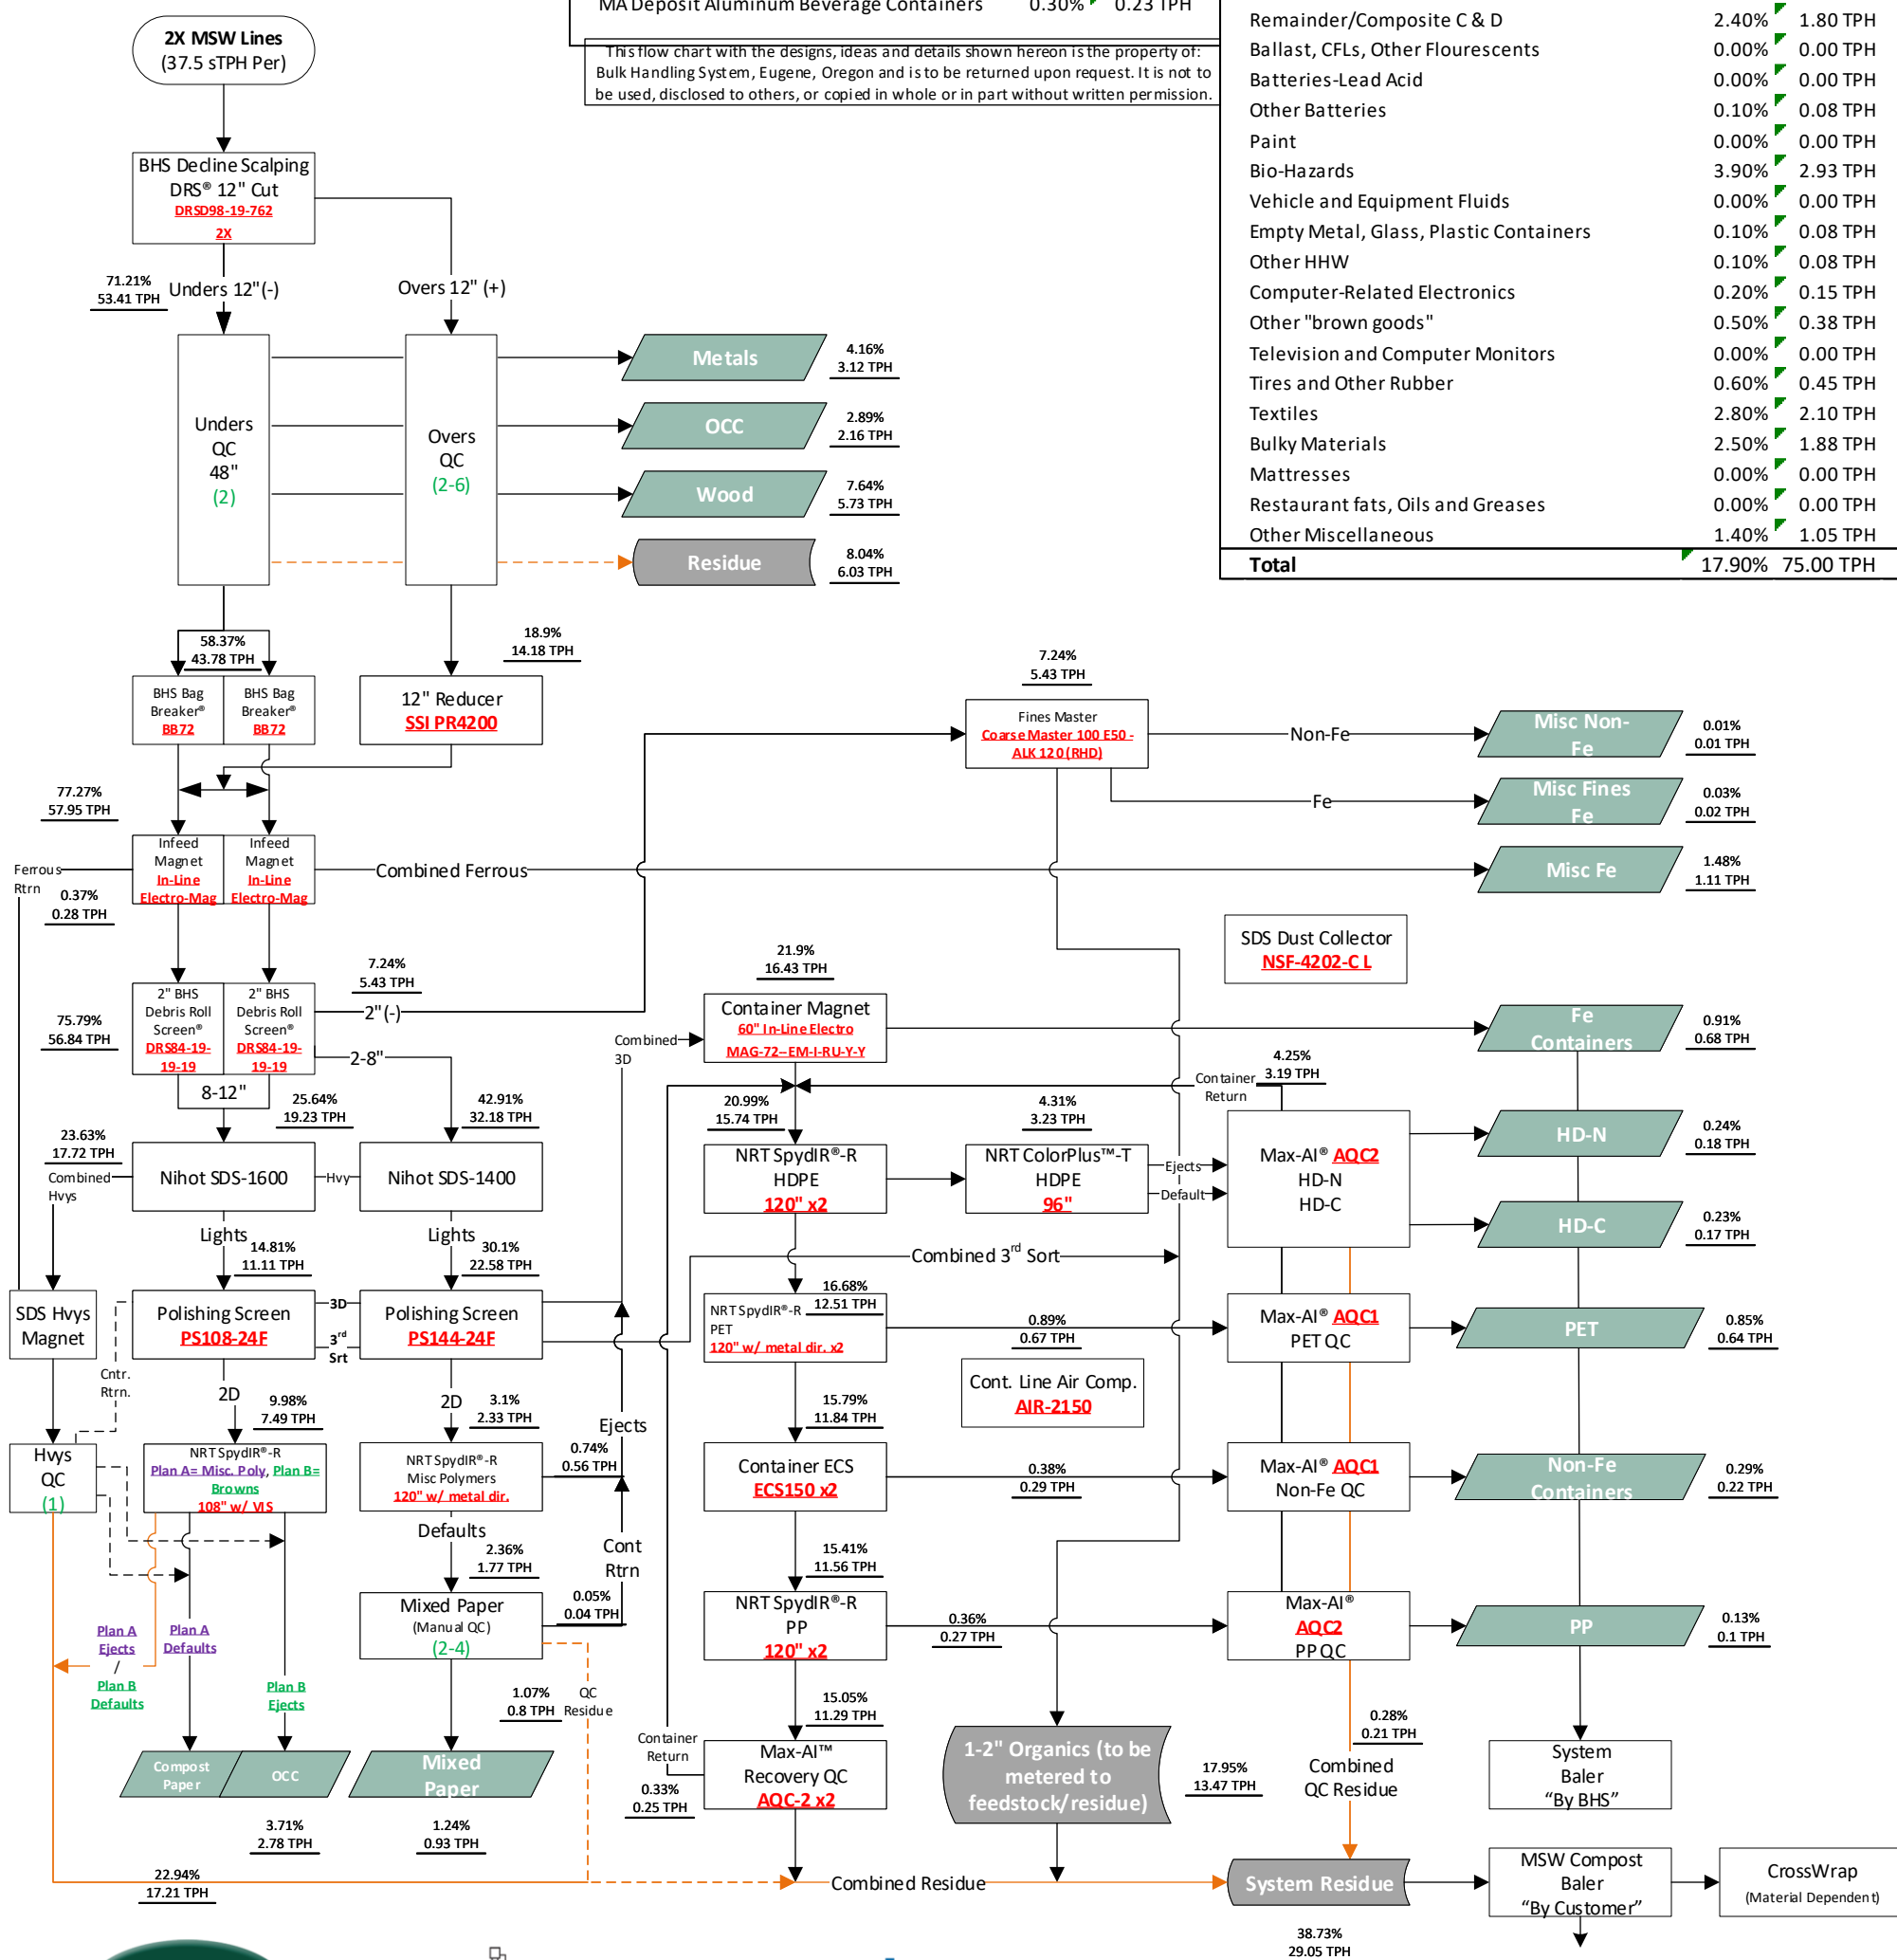 MA Deposit Aluminum Beverage Containers 0.30% 0.23 TPH
This flow chart with the designs, ideas and details shown hereon is the property of:
Bulk Handling System, Eugene, Oregon and is to be returned upon request. It is not to
be used, disclosed to others, or copied in whole or in part without written permission.
Remainder/Composite C & D 2.40% 1.80 TPH
Ballast, CFLs, Other Flourescents 0.00% 0.00 TPH
Batteries-Lead Acid 0.00% 0.00 TPH
Other Batteries 0.10% 0.08 TPH
Paint 0.00% 0.00 TPH
Bio-Hazards 3.90% 2.93 TPH
Vehicle and Equipment Fluids 0.00% 0.00 TPH
Empty Metal, Glass, Plastic Containers 0.10% 0.08 TPH
Other HHW 0.10% 0.08 TPH
Computer-Related Electronics 0.20% 0.15 TPH
Other "brown goods" 0.50% 0.38 TPH
Television and Computer Monitors 0.00% 0.00 TPH
Tires and Other Rubber 0.60% 0.45 TPH
Textiles 2.80% 2.10 TPH
Bulky Materials 2.50% 1.88 TPH
Mattresses 0.00% 0.00 TPH
Restaurant fats, Oils and Greases 0.00% 0.00 TPH
Other Miscellaneous 1.40% 1.05 TPH
Total 17.90% 75.00 TPH
2X MSW Lines
(37.5 sTPH Per)
BHS Decline Scalping
DRS® 12" Cut
DRSD98-19-762
2X
71.21%
53.41 TPH
Unders 12"(-)
Overs 12" (+)
Unders
QC
48"
(2)
Overs
QC
(2-6)
Metals
4.16%
3.12 TPH
OCC
2.89%
2.16 TPH
Wood
7.64%
5.73 TPH
Residue
8.04%
6.03 TPH
58.37%
43.78 TPH
18.9%
14.18 TPH
BHS Bag
Breaker®
BB72
BHS Bag
Breaker®
BB72
12" Reducer
SSI PR4200
7.24%
5.43 TPH
Fines Master
Coarse Master 100 E50 -
ALK 120 (RHD)
Non-Fe
Misc Non-
Fe
0.01%
0.01 TPH
Fe
Misc Fines
Fe
0.03%
0.02 TPH
77.27%
57.95 TPH
Infeed
Magnet
In-Line
Electro-Mag
Infeed
Magnet
In-Line
Electro-Mag
Ferrous
Rtrn
0.37%
0.28 TPH
Combined Ferrous
Misc Fe
1.48%
1.11 TPH
SDS Dust Collector
NSF-4202-C L
75.79%
56.84 TPH
2" BHS
Debris Roll
Screen®
DRS84-19-
19-19
2" BHS
Debris Roll
Screen®
DRS84-19-
19-19
7.24%
5.43 TPH
2"(-)
2-8"
8-12"
25.64%
19.23 TPH
42.91%
32.18 TPH
21.9%
16.43 TPH
Combined
3D
Container Magnet
60" In-Line Electro
MAG-72--EM-I-RU-Y-Y
Fe
Containers
0.91%
0.68 TPH
4.25%
3.19 TPH
Container
Return
20.99%
15.74 TPH
4.31%
3.23 TPH
23.63%
17.72 TPH
Combined
Hvys
Nihot SDS-1600
Hvy
Nihot SDS-1400
NRT SpydIR®-R
HDPE
120" x2
NRT ColorPlus™-T
HDPE
96"
Ejects
Default
Max-AI® AQC2
HD-N
HD-C
HD-N
0.24%
0.18 TPH
HD-C
0.23%
0.17 TPH
Lights
14.81%
11.11 TPH
Lights
30.1%
22.58 TPH
Combined 3rd Sort
SDS Hvys
Magnet
Polishing Screen
PS108-24F
3D
3rd
Srt
Polishing Screen
PS144-24F
16.68%
12.51 TPH
NRT SpydIR®-R
PET
120" w/ metal dir. x2
0.89%
0.67 TPH
Max-AI® AQC1
PET QC
PET
0.85%
0.64 TPH
Cntr.
Rtrn.
2D
9.98%
7.49 TPH
2D
3.1%
2.33 TPH
Ejects
15.79%
11.84 TPH
Cont. Line Air Comp.
AIR-2150
Hvys
QC
(1)
NRT SpydIR®-R
Plan A= Misc. Poly, Plan B=
Browns
108" w/ VIS
NRT SpydIR®-R
Misc Polymers
120" w/ metal dir.
0.74%
0.56 TPH
Container ECS
ECS150 x2
0.38%
0.29 TPH
Max-AI® AQC1
Non-Fe QC
Non-Fe
Containers
0.29%
0.22 TPH
Defaults
2.36%
1.77 TPH
Cont
Rtrn
15.41%
11.56 TPH
Plan A
Ejects
/
Plan B
Defaults
Plan A
Defaults
Plan B
Ejects
Mixed Paper
(Manual QC)
(2-4)
0.05%
0.04 TPH
NRT SpydIR®-R
PP
120" x2
0.36%
0.27 TPH
Max-AI®
AQC2
PP QC
PP
0.13%
0.1 TPH
1.07%
0.8 TPH
QC
Residue
15.05%
11.29 TPH
0.28%
0.21 TPH
Combined
QC Residue
Compost
Paper
OCC
3.71%
2.78 TPH
Mixed
Paper
1.24%
0.93 TPH
Container
Return
0.33%
0.25 TPH
Max-AI™
Recovery QC
AQC-2 x2
1-2" Organics (to be
metered to
feedstock/residue)
17.95%
13.47 TPH
System
Baler
“By BHS”
22.94%
17.21 TPH
Combined Residue
System Residue
38.73%
29.05 TPH
MSW Compost
Baler
“By Customer”
CrossWrap
(Material Dependent)